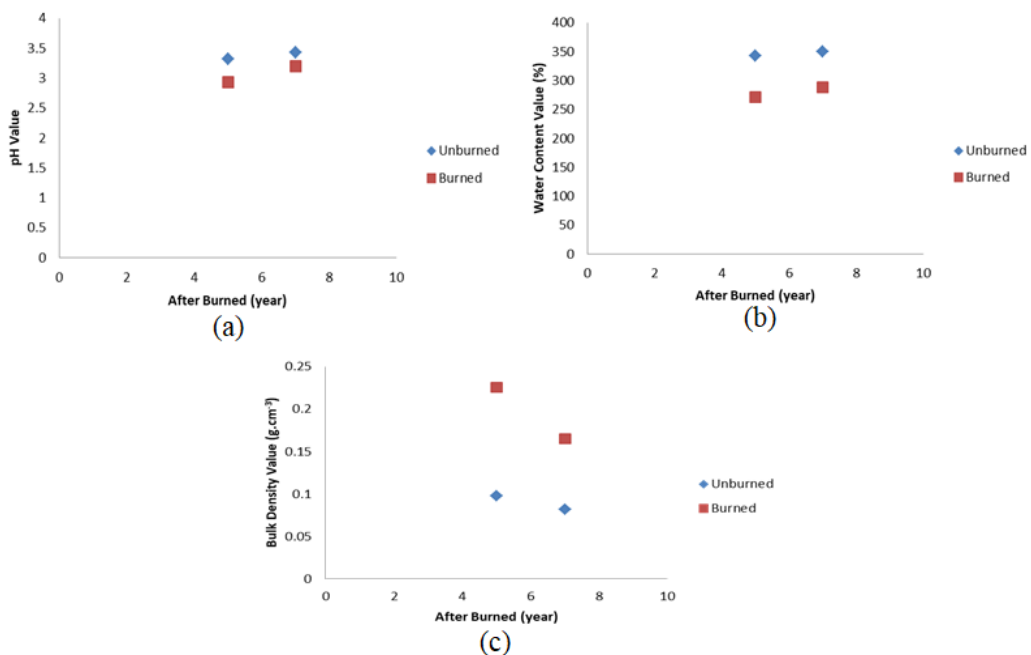 4
3.5
3
2.5
2
1.5
1
0.5
0
pH Value
0 2 4 6 8 10
After Burned (year)
Unburned
Burned
(a)
400
350
300
250
200
150
100
50
0
Water Content Value (%)
0 2 4 6 8 10
After Burned (year)
Unburned
Burned
(b)
0.25
0.2
0.15
0.1
0.05
0
Bulk Density Value (g.cm⁻³)
0 2 4 6 8 10
After Burned (year)
Unburned
Burned
(c)